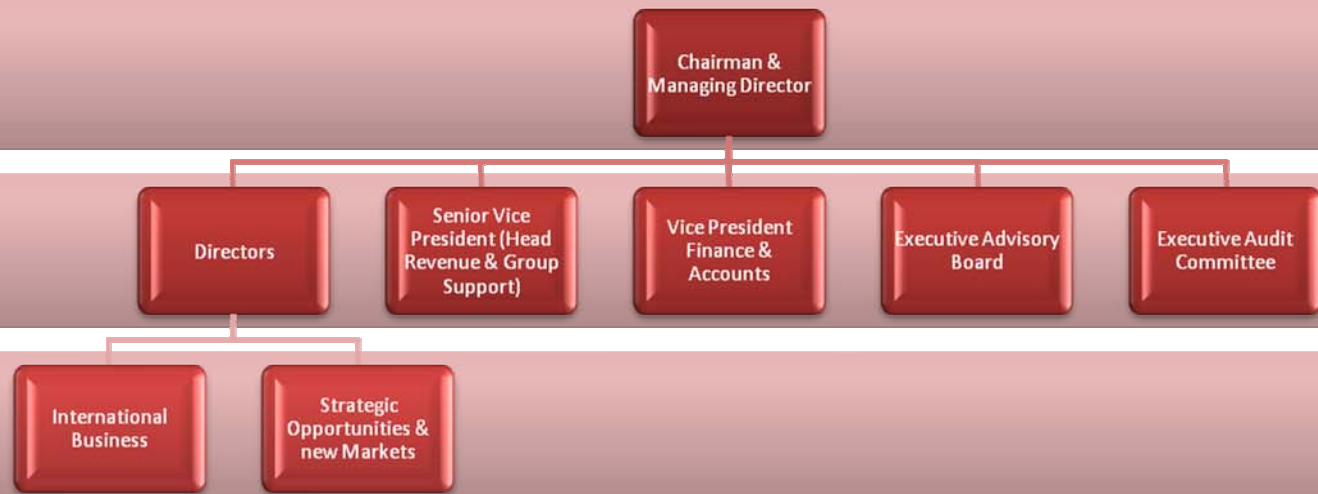 Chairman &
Managing Director
Directors
Senior Vice
President (Head
Revenue & Group
Support)
Vice President
Finance &
Accounts
Executive Advisory
Board
Executive Audit
Committee
International
Business
Strategic
Opportunities &
new Markets